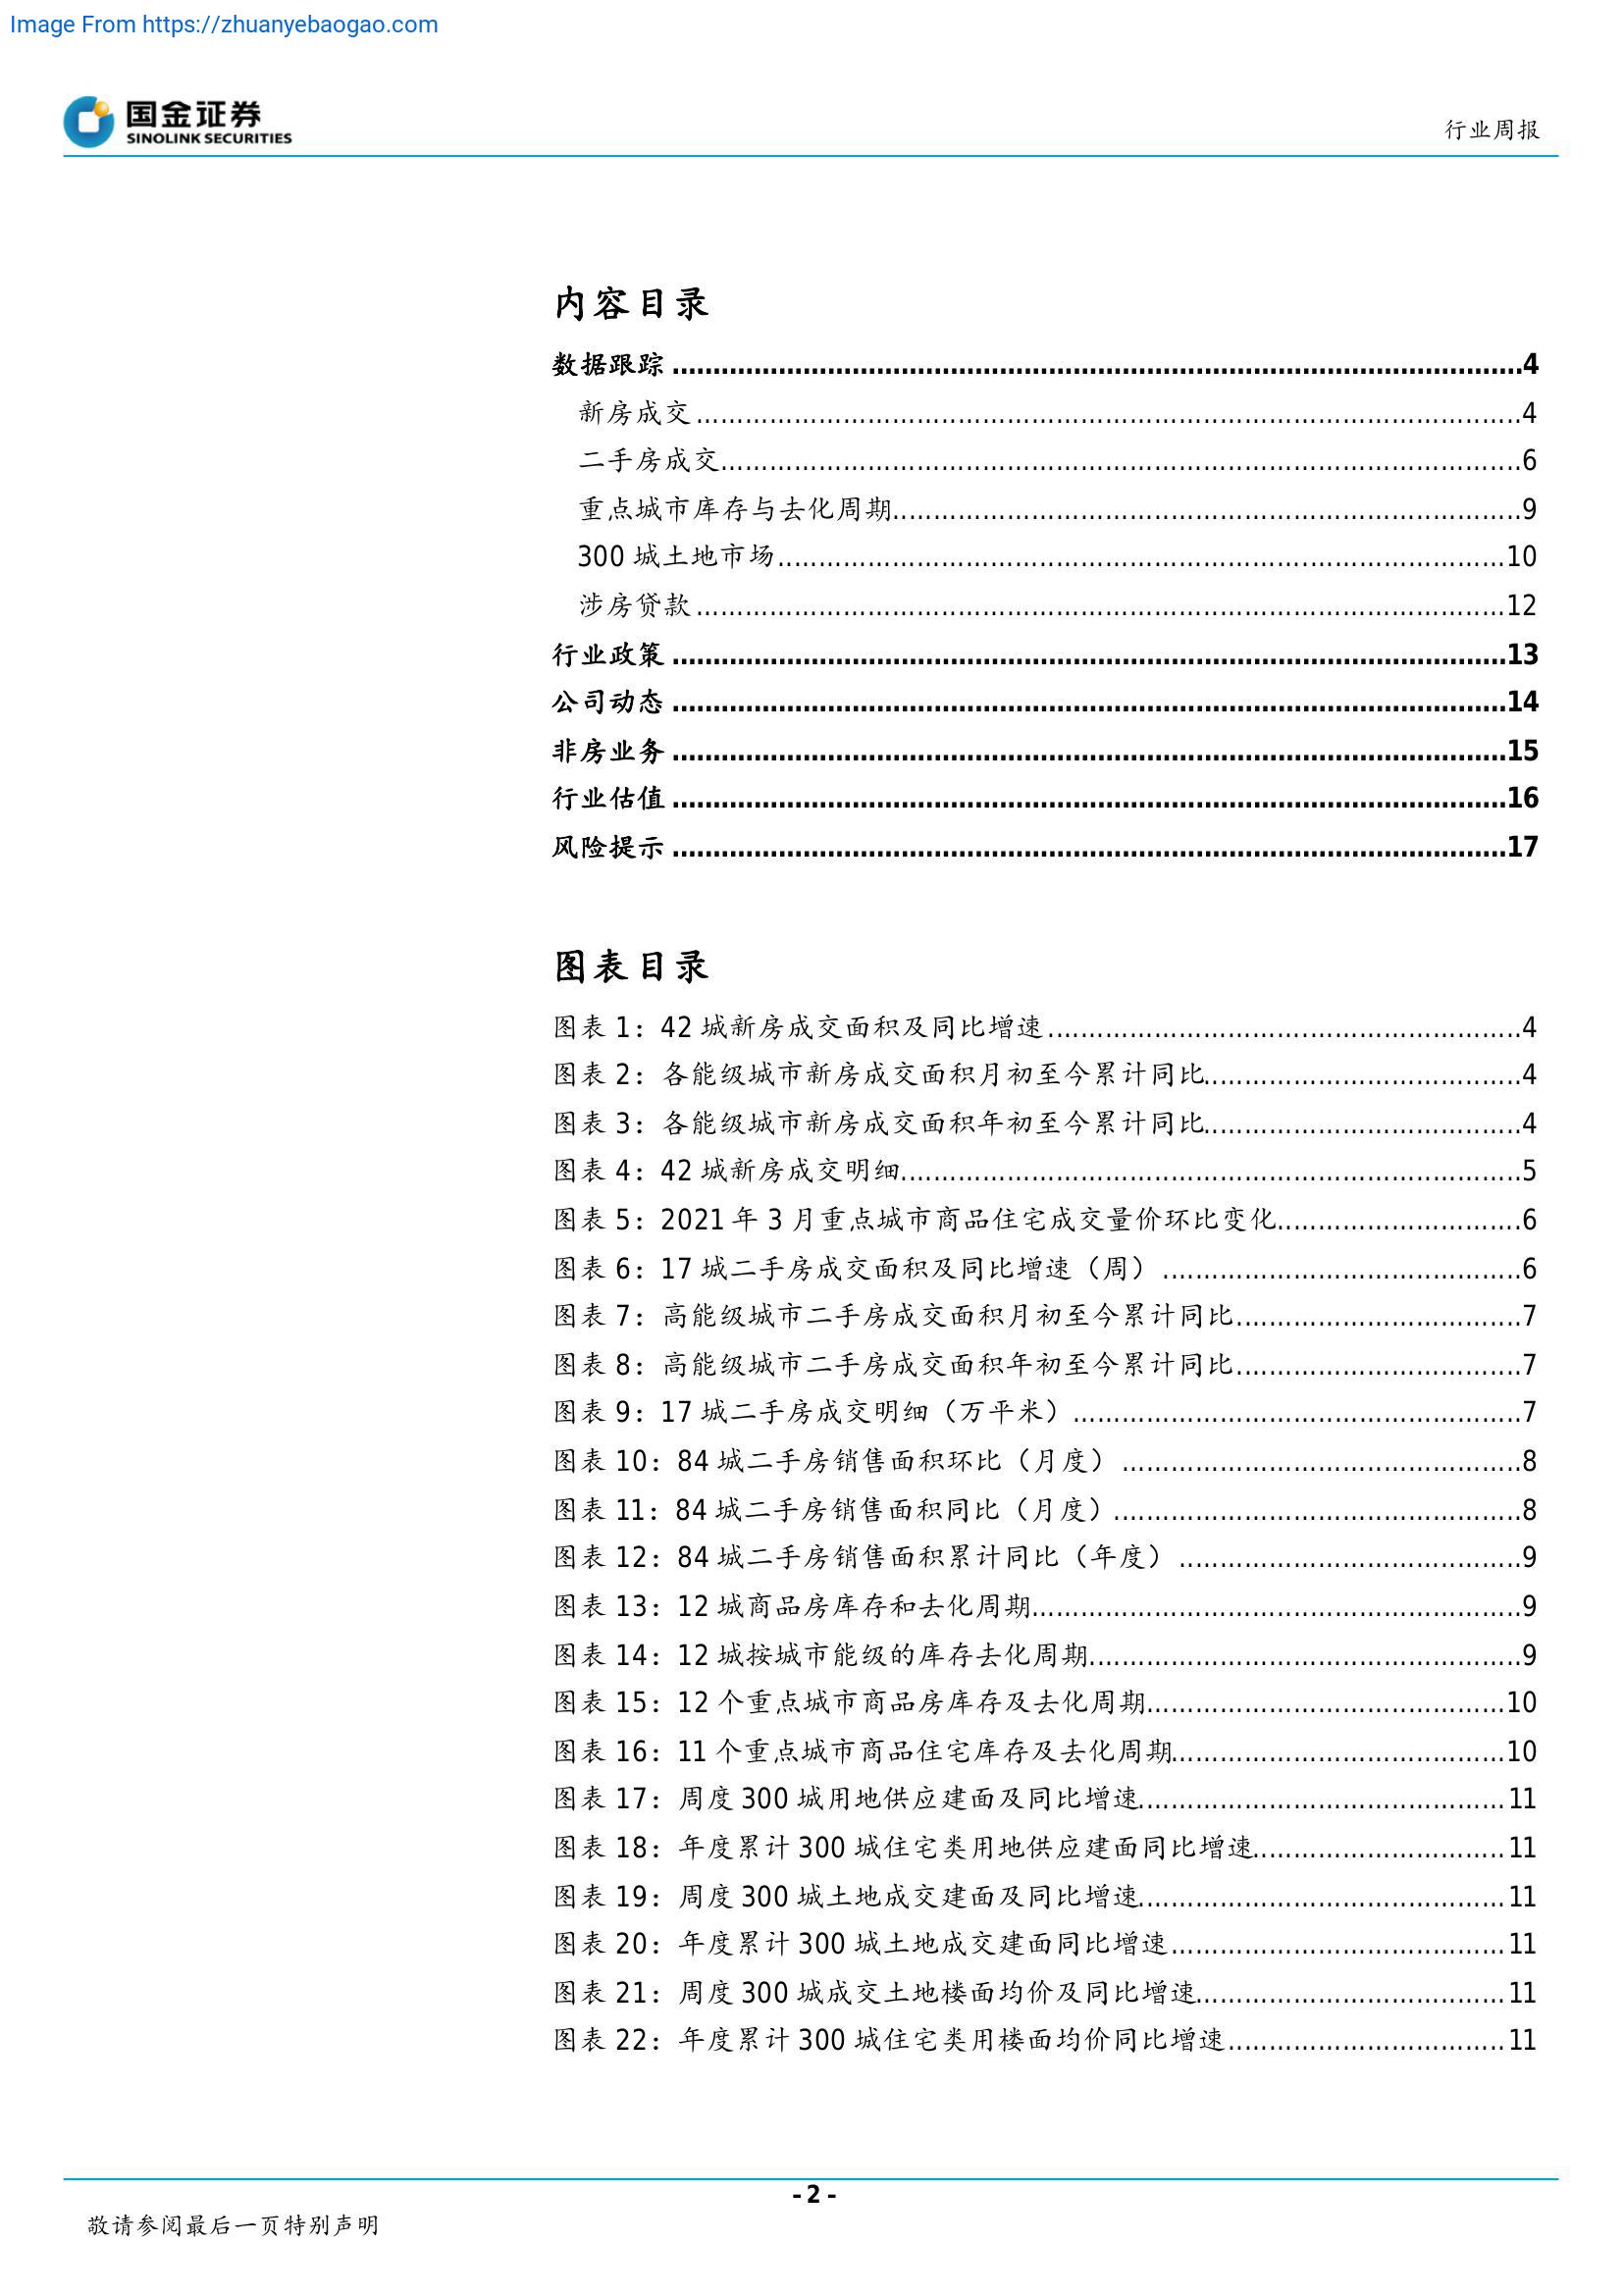 Image From https://zhuanyebaogao.com
国金证券
SINOLINK SECURITIES
行业周报
内容目录
数据跟踪 ........................................................................................................4
新房成交 .....................................................................................................4
二手房成交..................................................................................................6
重点城市库存与去化周期.............................................................................9
300 城土地市场.........................................................................................10
涉房贷款...................................................................................................12
行业政策 ......................................................................................................13
公司动态 ......................................................................................................14
非房业务 ......................................................................................................15
行业估值 ......................................................................................................16
风险提示 ......................................................................................................17
图表目录
图表 1：42 城新房成交面积及同比增速..........................................................4
图表 2：各能级城市新房成交面积月初至今累计同比.......................................4
图表 3：各能级城市新房成交面积年初至今累计同比.......................................4
图表 4：42 城新房成交明细............................................................................5
图表 5：2021 年 3 月重点城市商品住宅成交量价环比变化..............................6
图表 6：17 城二手房成交面积及同比增速（周） ............................................6
图表 7：高能级城市二手房成交面积月初至今累计同比...................................7
图表 8：高能级城市二手房成交面积年初至今累计同比...................................7
图表 9：17 城二手房成交明细（万平米）.......................................................7
图表 10：84 城二手房销售面积环比（月度） .................................................8
图表 11：84 城二手房销售面积同比（月度）..................................................8
图表 12：84 城二手房销售面积累计同比（年度） ..........................................9
图表 13：12 城商品房库存和去化周期............................................................9
图表 14：12 城按城市能级的库存去化周期.....................................................9
图表 15：12 个重点城市商品房库存及去化周期............................................10
图表 16：11 个重点城市商品住宅库存及去化周期.........................................10
图表 17：周度 300 城用地供应建面及同比增速.............................................11
图表 18：年度累计 300 城住宅类用地供应建面同比增速...............................11
图表 19：周度 300 城土地成交建面及同比增速.............................................11
图表 20：年度累计 300 城土地成交建面同比增速.........................................11
图表 21：周度 300 城成交土地楼面均价及同比增速......................................11
图表 22：年度累计 300 城住宅类用楼面均价同比增速..................................11
- 2 -
敬请参阅最后一页特别声明